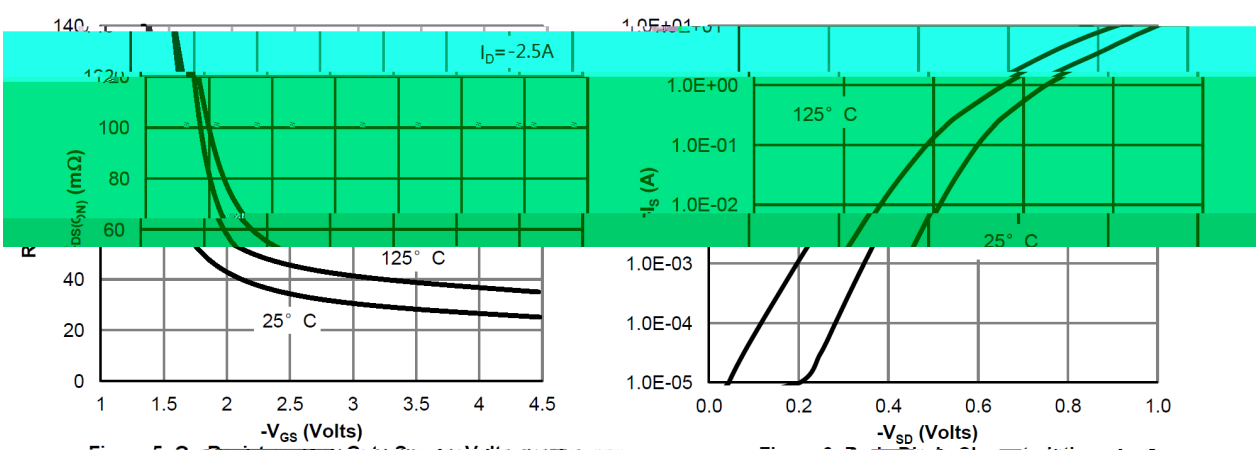 140
I_D=-2.5A
100
80
60
40
20
0
R_DS(ON) (mΩ)
125° C
25° C
1 1.5 2 2.5 3 3.5 4 4.5
-V_GS (Volts)
1.0E+01
1.0E+00
1.0E-01
1.0E-02
1.0E-03
1.0E-04
1.0E-05
-I_S (A)
125° C
25° C
0.0 0.2 0.4 0.6 0.8 1.0
-V_SD (Volts)